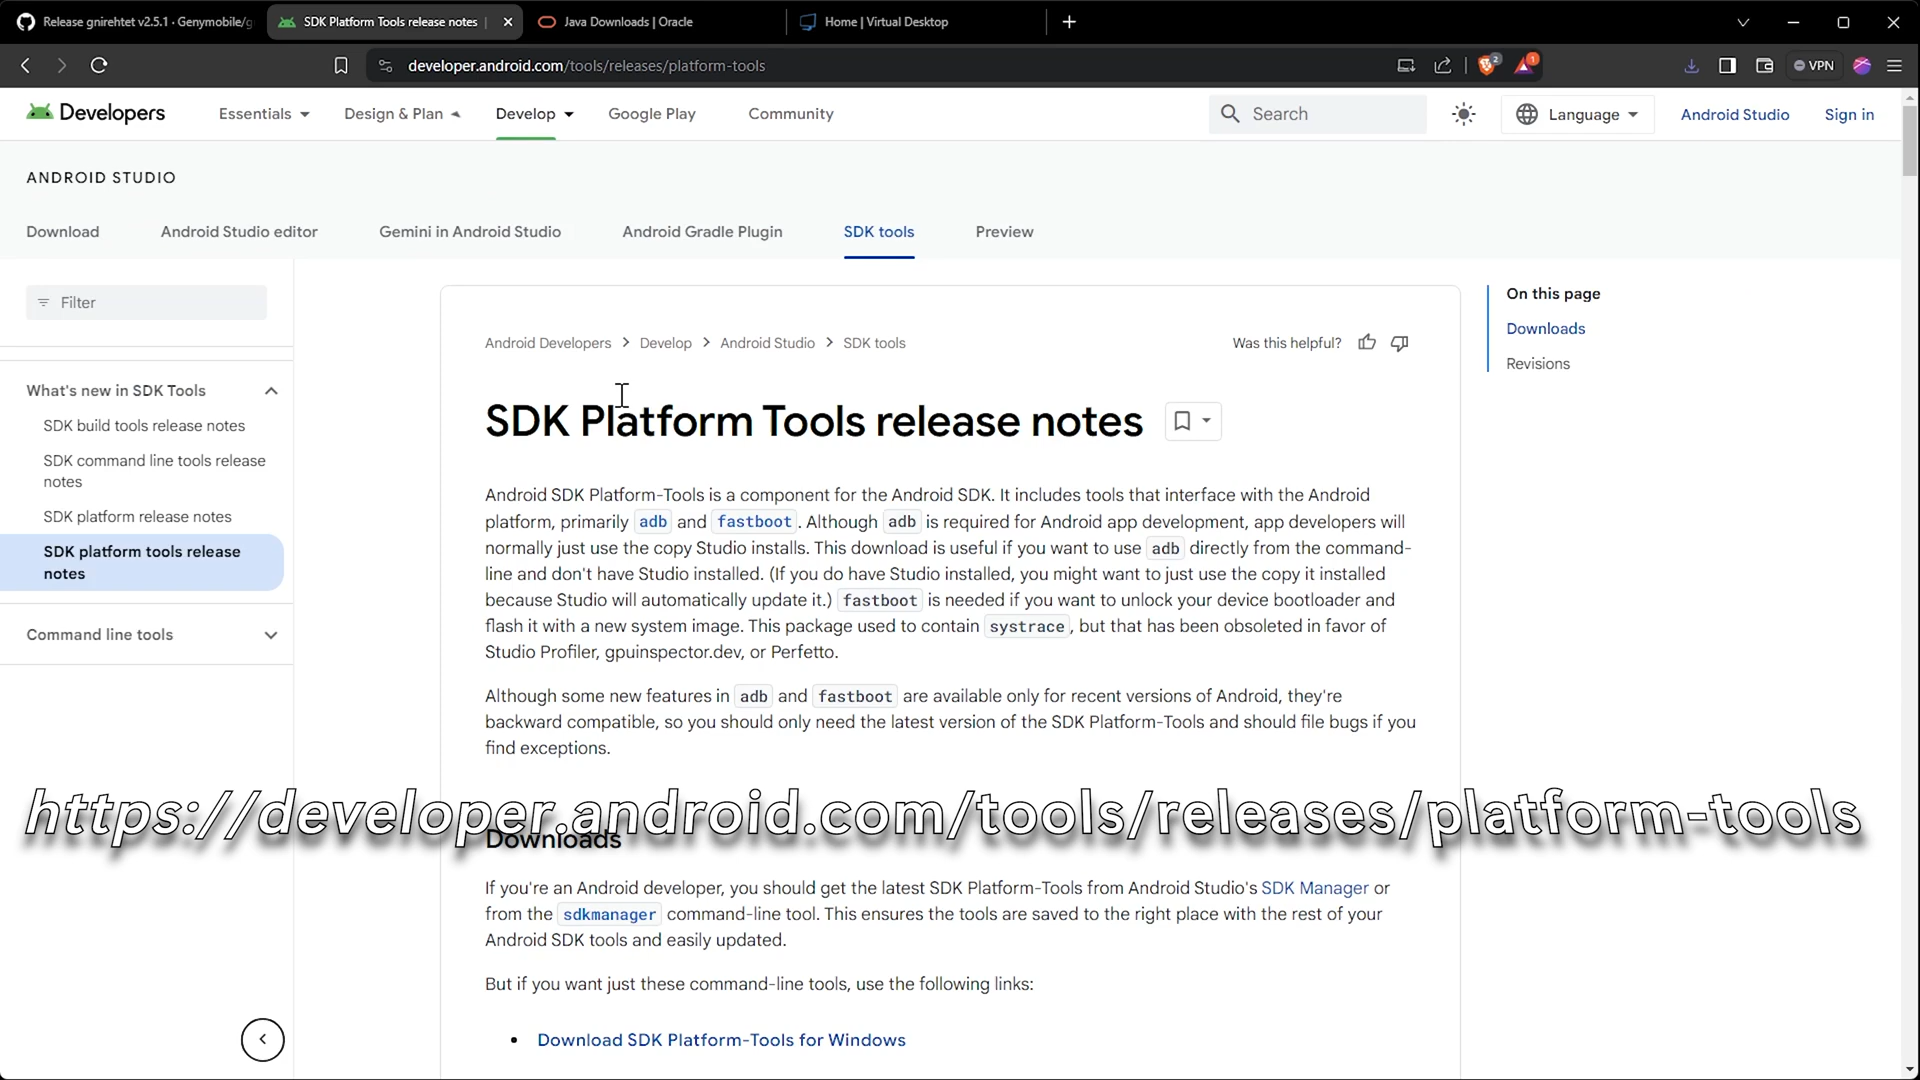 Release gnirehtet v2.5.1 · Genymobile/g
SDK Platform Tools release notes
Java Downloads | Oracle
Home | Virtual Desktop
developer.android.com/tools/releases/platform-tools
2
1
VPN
Developers
Essentials
Design & Plan
Develop
Google Play
Community
Search
Language
Android Studio
Sign in
ANDROID STUDIO
Download
Android Studio editor
Gemini in Android Studio
Android Gradle Plugin
SDK tools
Preview
Filter
What's new in SDK Tools
SDK build tools release notes
SDK command line tools release
notes
SDK platform release notes
SDK platform tools release
notes
Command line tools
Android Developers > Develop > Android Studio > SDK tools
Was this helpful?
SDK Platform Tools release notes
Android SDK Platform-Tools is a component for the Android SDK. It includes tools that interface with the Android
platform, primarily adb and fastboot. Although adb is required for Android app development, app developers will
normally just use the copy Studio installs. This download is useful if you want to use adb directly from the command-
line and don't have Studio installed. (If you do have Studio installed, you might want to just use the copy it installed
because Studio will automatically update it.) fastboot is needed if you want to unlock your device bootloader and
flash it with a new system image. This package used to contain systrace, but that has been obsoleted in favor of
Studio Profiler, gpuinspector.dev, or Perfetto.
Although some new features in adb and fastboot are available only for recent versions of Android, they're
backward compatible, so you should only need the latest version of the SDK Platform-Tools and should file bugs if you
find exceptions.
https://developer.android.com/tools/releases/platform-tools
Downloads
If you're an Android developer, you should get the latest SDK Platform-Tools from Android Studio's SDK Manager or
from the sdkmanager command-line tool. This ensures the tools are saved to the right place with the rest of your
Android SDK tools and easily updated.
But if you want just these command-line tools, use the following links:
• Download SDK Platform-Tools for Windows
On this page
Downloads
Revisions